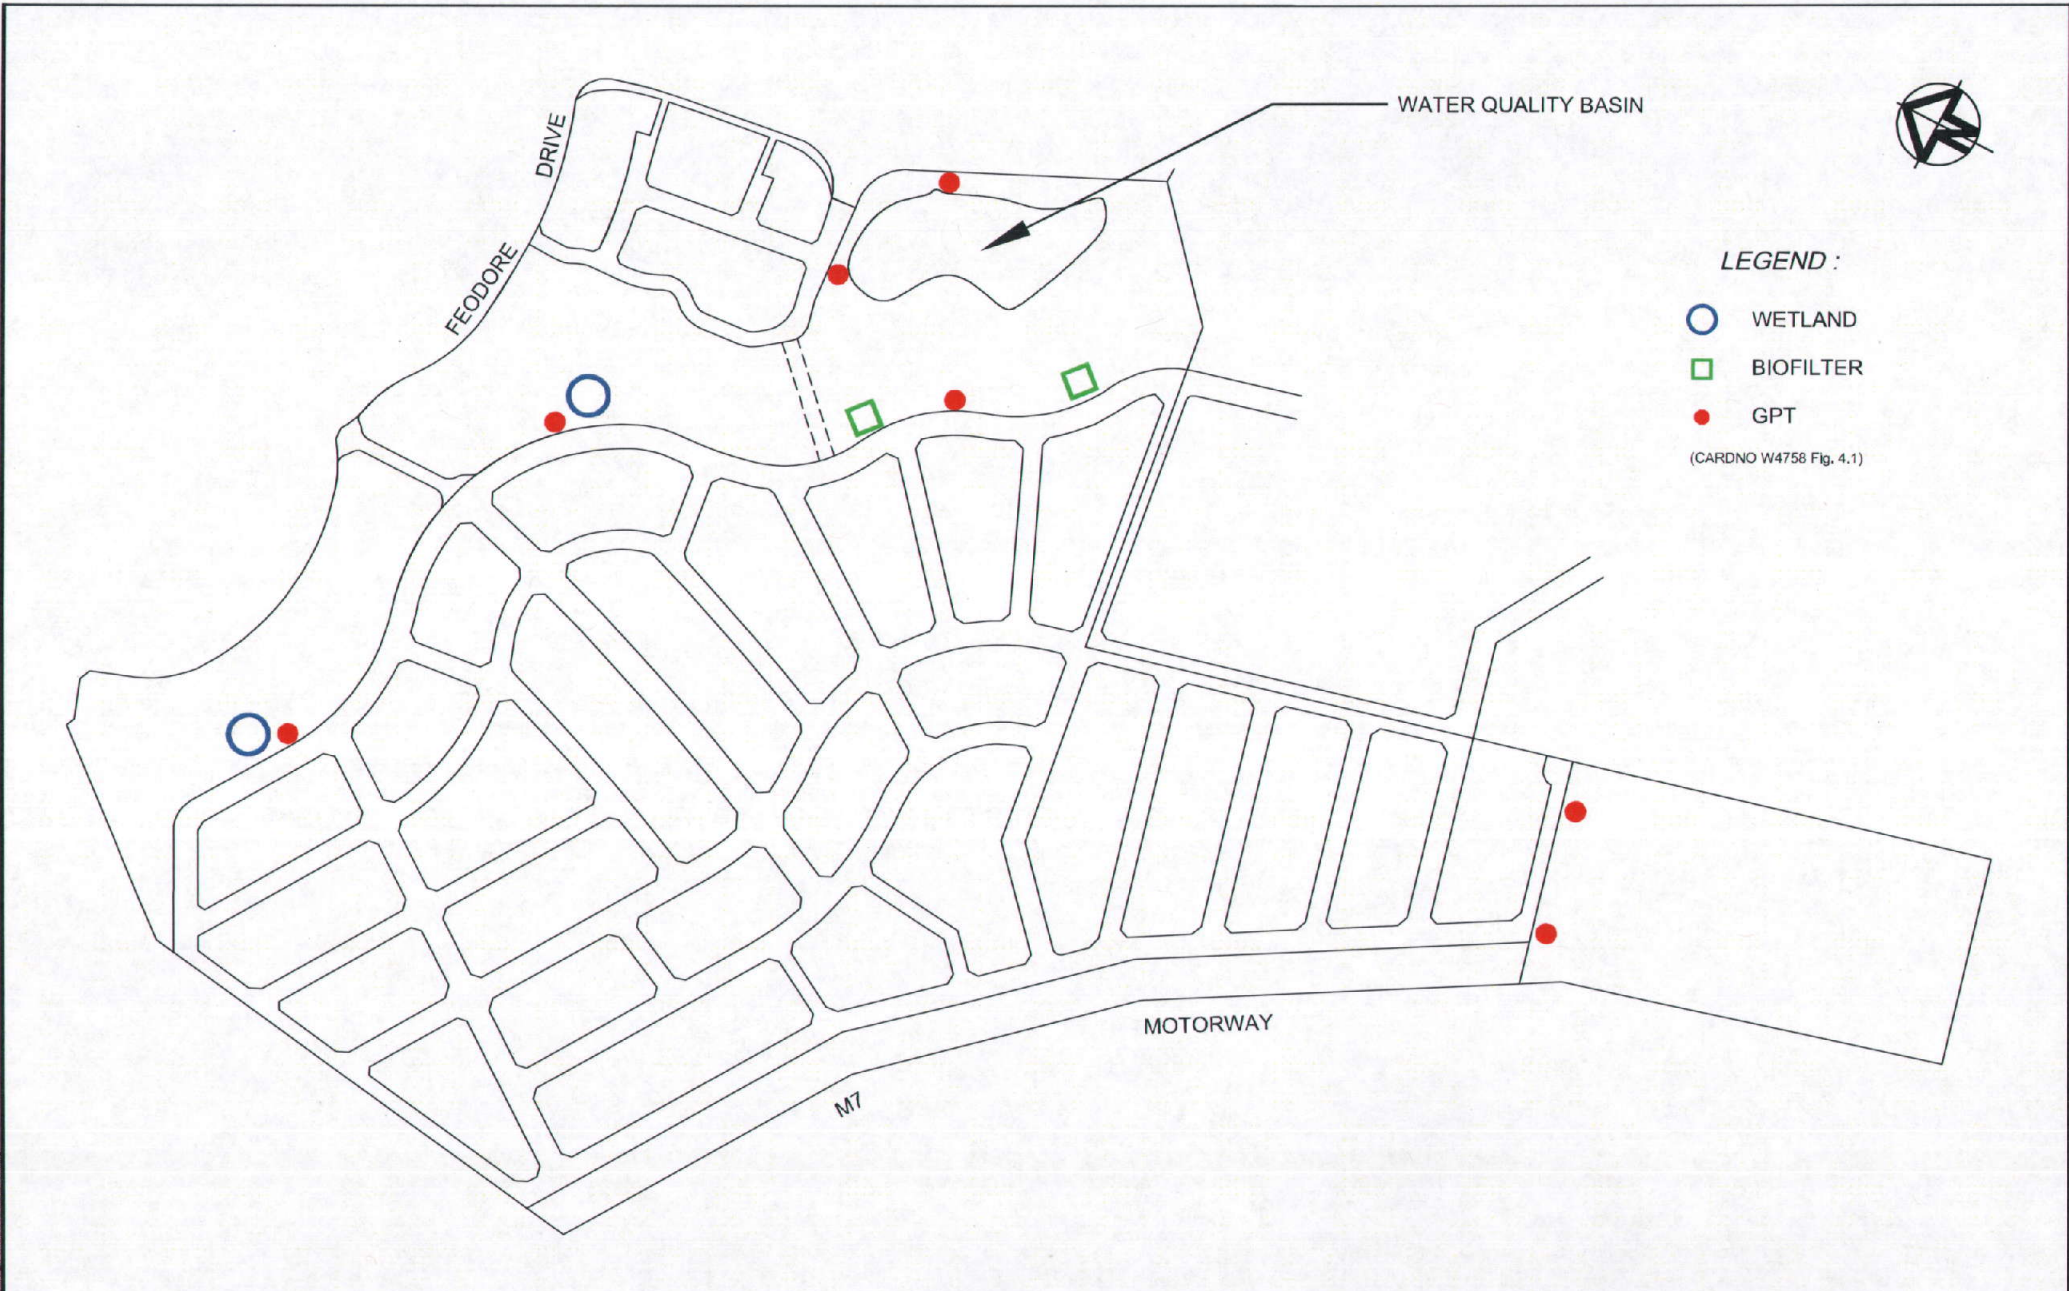 WATER QUALITY BASIN
N
FEODORE DRIVE
LEGEND :
WETLAND
BIOFILTER
GPT
(CARDNO W4758 Fig. 4.1)
M7 MOTORWAY